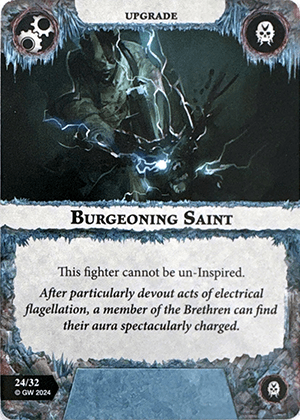 UPGRADE
BURGEONING SAINT
This fighter cannot be un-Inspired.
After particularly devout acts of electrical
flagellation, a member of the Brethren can find
their aura spectacularly charged.
24/32
© GW 2024